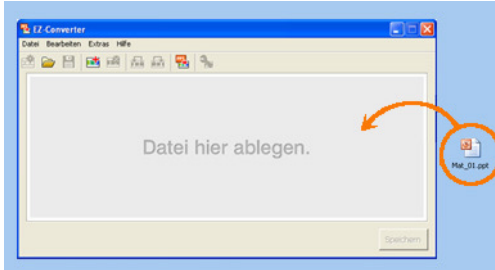 EZ-Converter
Datei Bearbeiten Extras Hilfe
Datei hier ablegen.
Mat_01.ppt
Speichern